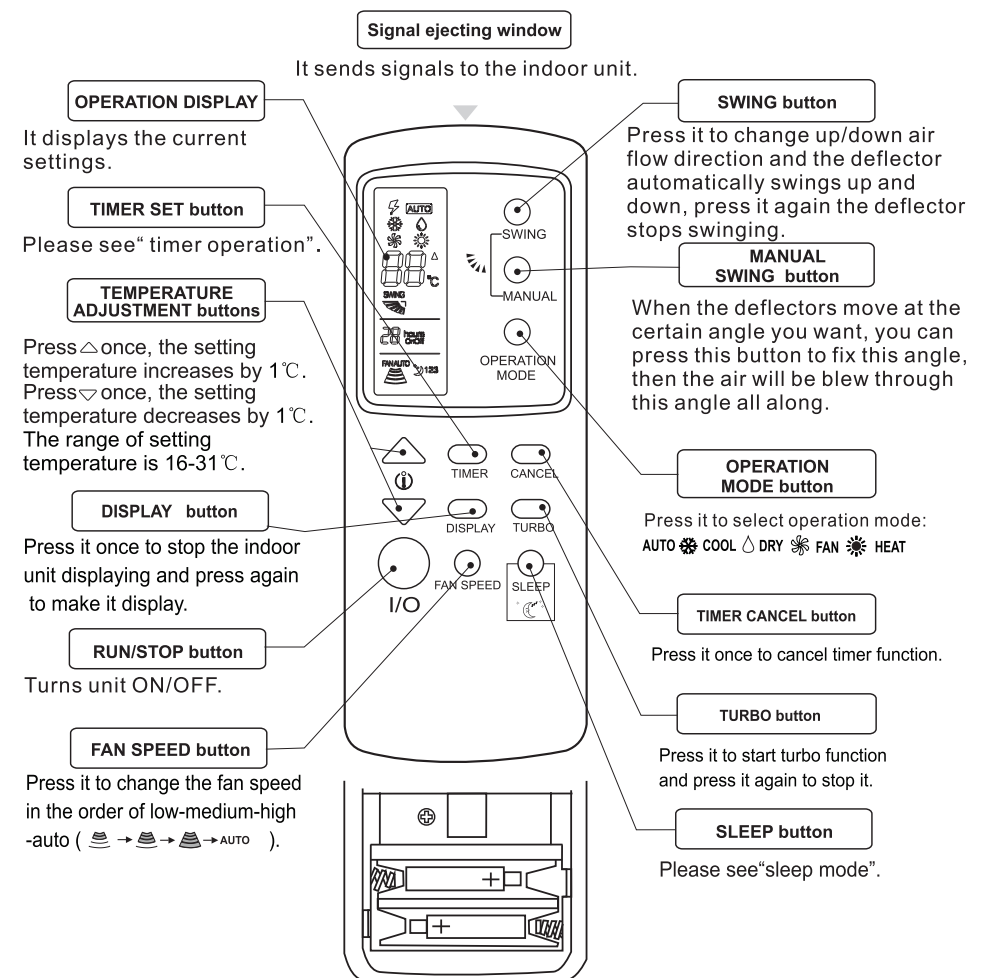 Signal ejecting window
It sends signals to the indoor unit.
OPERATION DISPLAY
It displays the current
settings.
TIMER SET button
Please see“ timer operation”.
TEMPERATURE
ADJUSTMENT buttons
Press△once, the setting
temperature increases by 1℃.
Press▽once, the setting
temperature decreases by 1℃.
The range of setting
temperature is 16-31℃.
DISPLAY button
Press it once to stop the indoor
unit displaying and press again
to make it display.
RUN/STOP button
Turns unit ON/OFF.
FAN SPEED button
Press it to change the fan speed
in the order of low-medium-high
-auto ( → → →AUTO ).
AUTO
88
℃
SWING
28 hours
On/Off
FAN AUTO
123
SWING
MANUAL
OPERATION
MODE
TIMER
CANCEL
DISPLAY
TURBO
I/O
FAN SPEED
SLEEP
SWING button
Press it to change up/down air
flow direction and the deflector
automatically swings up and
down, press it again the deflector
stops swinging.
MANUAL
SWING button
When the deflectors move at the
certain angle you want, you can
press this button to fix this angle,
then the air will be blew through
this angle all along.
OPERATION
MODE button
Press it to select operation mode:
AUTO COOL DRY FAN HEAT
TIMER CANCEL button
Press it once to cancel timer function.
TURBO button
Press it to start turbo function
and press it again to stop it.
SLEEP button
Please see“sleep mode”.